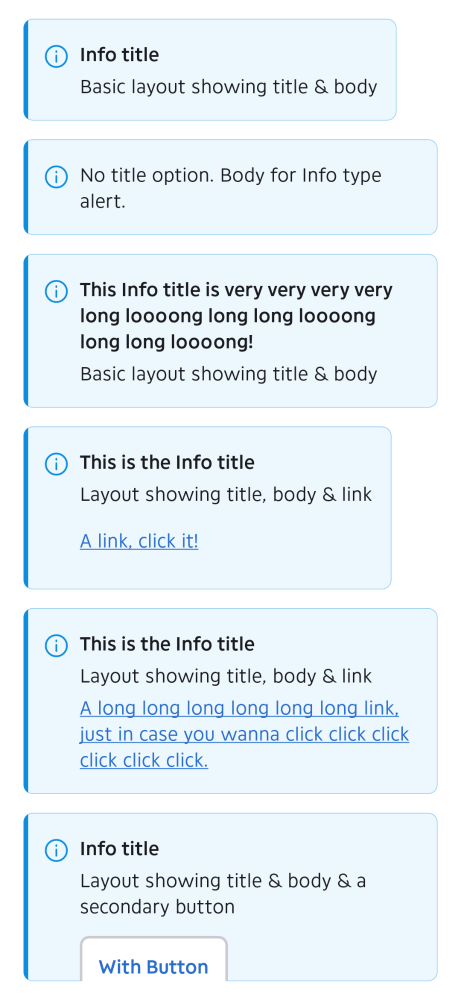 Info title
Basic layout showing title & body
No title option. Body for Info type
alert.
This Info title is very very very very
long loooong long long loooong
long long loooong!
Basic layout showing title & body
This is the Info title
Layout showing title, body & link
A link, click it!
This is the Info title
Layout showing title, body & link
A long long long long long long link,
just in case you wanna click click click
click click click.
Info title
Layout showing title & body & a
secondary button
With Button